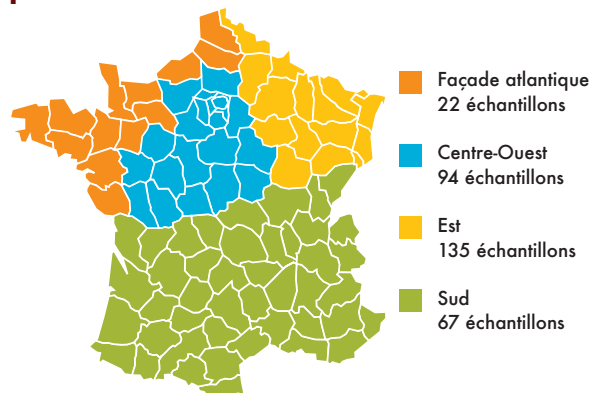 Façade atlantique
22 échantillons
Centre-Ouest
94 échantillons
Est
135 échantillons
Sud
67 échantillons